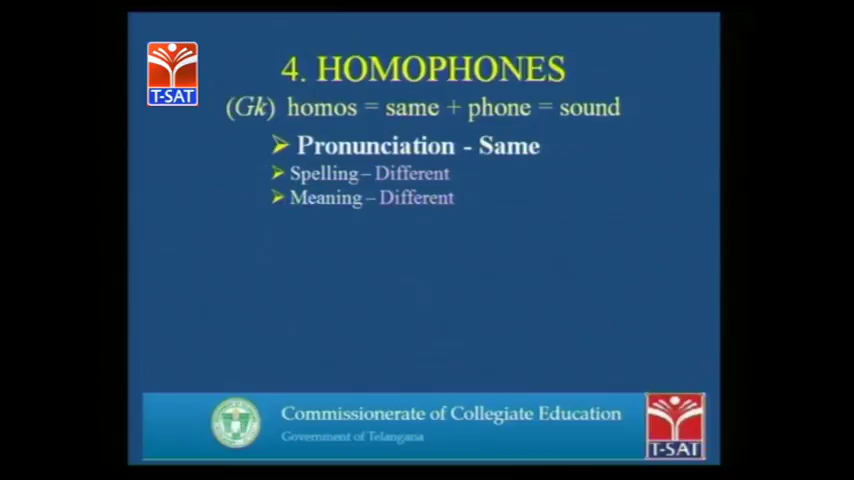 T-SAT
4. HOMOPHONES
(Gk) homos = same + phone = sound
➢ Pronunciation - Same
➢ Spelling – Different
➢ Meaning – Different
Commissionerate of Collegiate Education
Government of Telangana
T-SAT